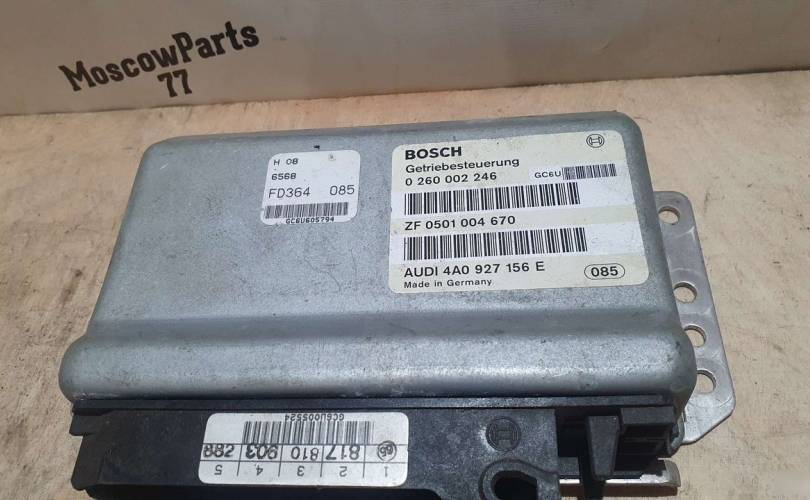 MoscowParts
77
H 08
6568
FD364 085
GC6U605794
BOSCH
Getriebesteuerung
0 260 002 246 GC6U
ZF 0501 004 670
AUDI 4A0 927 156 E 085
Made in Germany
GC6U005524
817 810 903 288
1 2 3 4 5